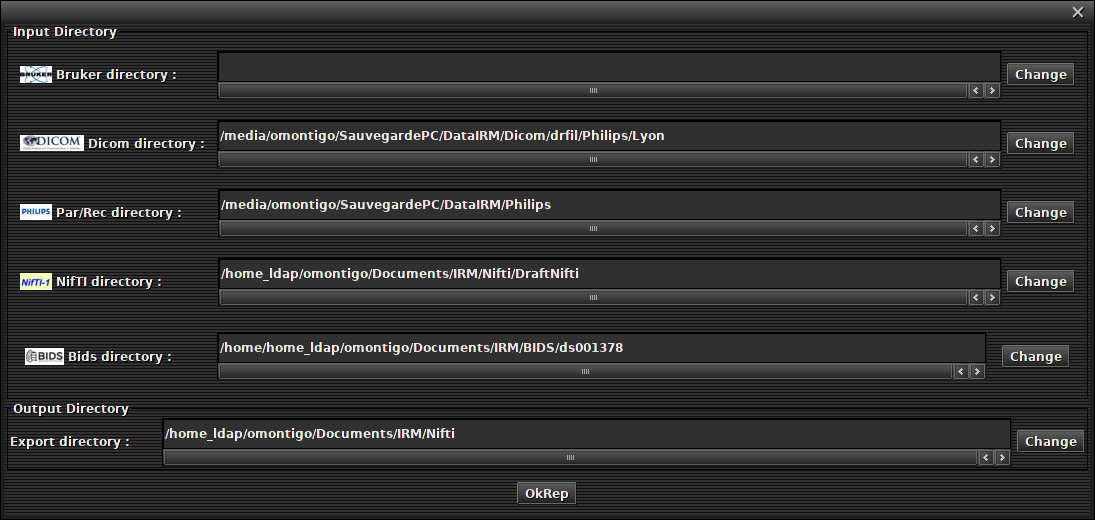 Input Directory
BRUKER Bruker directory :
Change
DICOM Dicom directory :
/media/omontigo/SauvegardePC/DataIRM/Dicom/drfil/Philips/Lyon
Change
PHILIPS Par/Rec directory :
/media/omontigo/SauvegardePC/DataIRM/Philips
Change
NIfTI-1 NifTI directory :
/home_ldap/omontigo/Documents/IRM/Nifti/DraftNifti
Change
BIDS Bids directory :
/home/home_ldap/omontigo/Documents/IRM/BIDS/ds001378
Change
Output Directory
Export directory :
/home_ldap/omontigo/Documents/IRM/Nifti
Change
OkRep